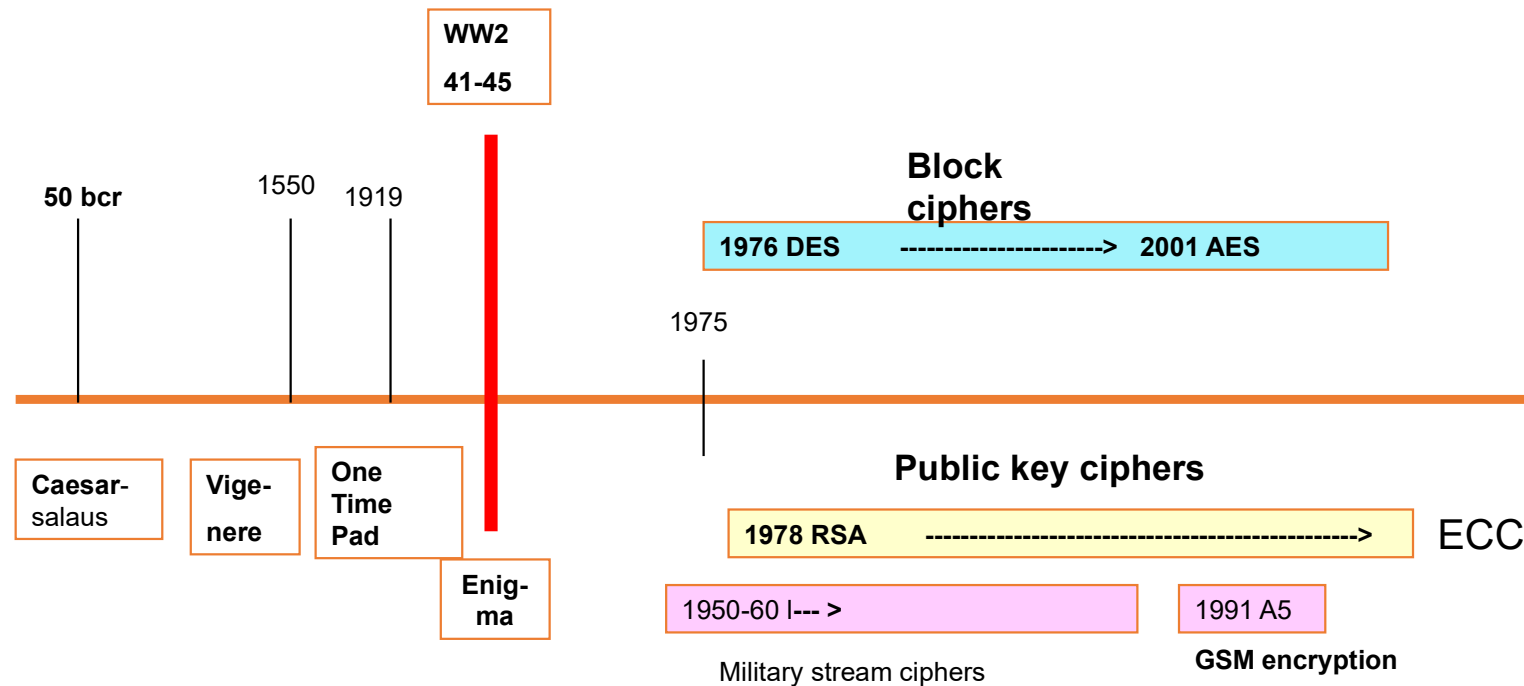 WW2
41-45
50 bcr
1550
1919
Block
ciphers
1976 DES -----------------------> 2001 AES
1975
Caesar-
salaus
Vige-
nere
One
Time
Pad
Enig-
ma
Public key ciphers
1978 RSA ------------------------------------------------->
ECC
1950-60 l--- >
1991 A5
Military stream ciphers
GSM encryption